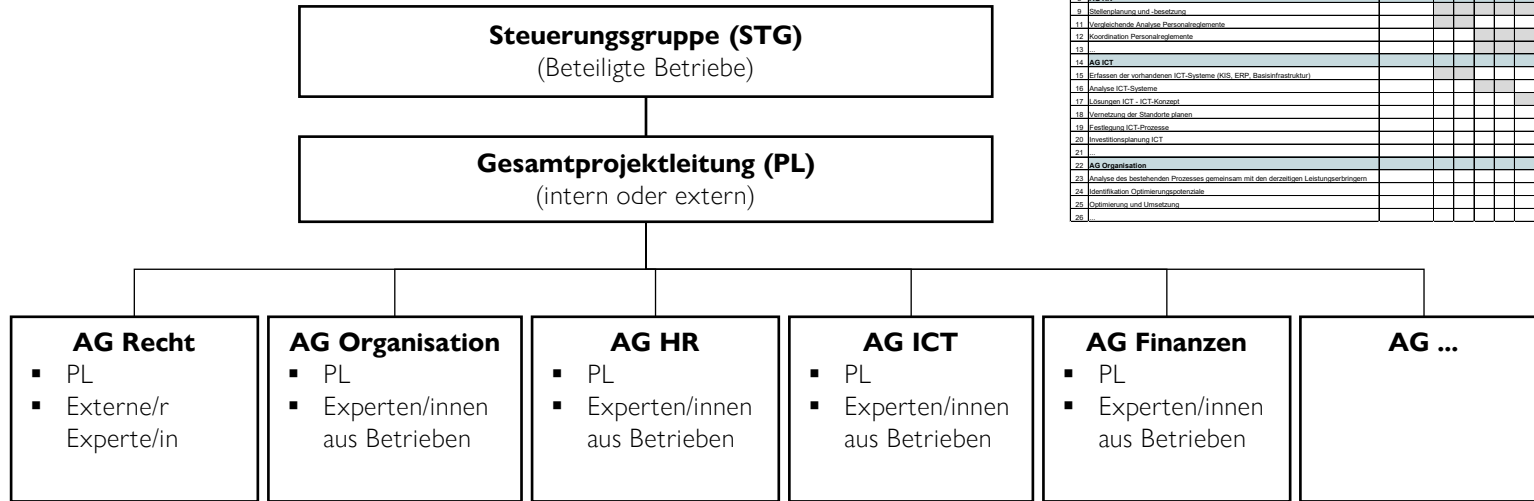 Steuerungsgruppe (STG)
(Beteiligte Betriebe)
Gesamtprojektleitung (PL)
(intern oder extern)
9 Stellenplanung und -besetzung
11 Vergleichende Analyse Personalreglemente
12 Koordination Personalreglemente
13 ...
14 AG ICT
15 Erfassen der vorhandenen ICT-Systeme (KIS, ERP, Basisinfrastruktur)
16 Analyse ICT-Systeme
17 Lösungen ICT - ICT-Konzept
18 Vernetzung der Standorte planen
19 Festlegung ICT-Prozesse
20 Investitionsplanung ICT
21 ...
22 AG Organisation
23 Analyse des bestehenden Prozesses gemeinsam mit den derzeitigen Leistungserbringern
24 Identifikation Optimierungspotenziale
25 Optimierung und Umsetzung
26 ...
AG Recht
▪ PL
▪ Externe/r
Experte/in
AG Organisation
▪ PL
▪ Experten/innen
aus Betrieben
AG HR
▪ PL
▪ Experten/innen
aus Betrieben
AG ICT
▪ PL
▪ Experten/innen
aus Betrieben
AG Finanzen
▪ PL
▪ Experten/innen
aus Betrieben
AG ...